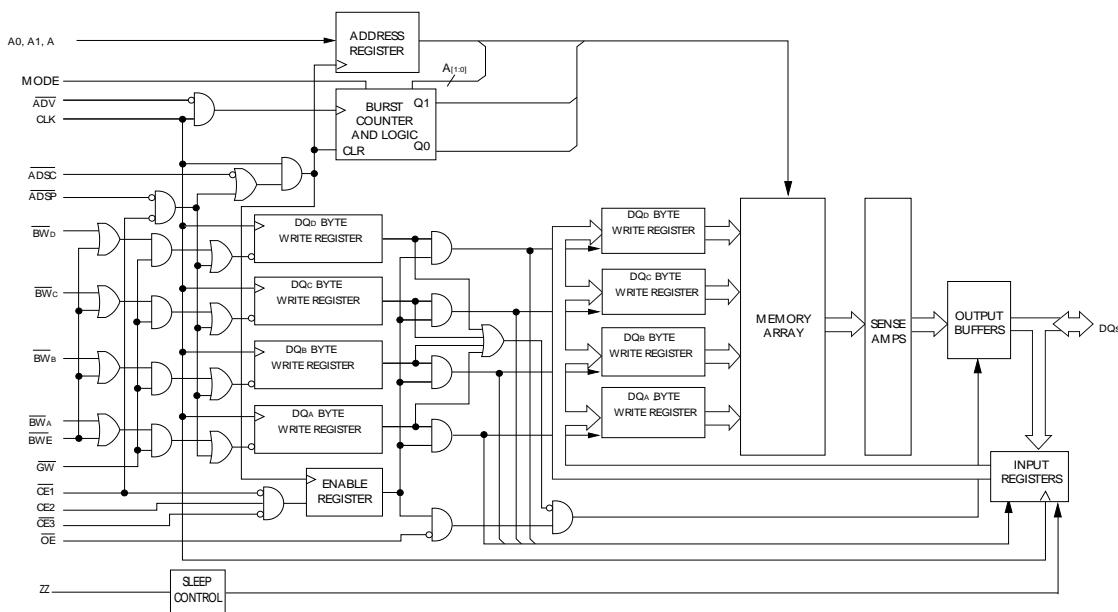 A0, A1, A
ADDRESS
REGISTER
A[1:0]
MODE
ADV
CLK
BURST
COUNTER
AND LOGIC
CLR
Q1
Q0
ADSC
ADSP
BWD
DQD BYTE
WRITE REGISTER
DQD BYTE
WRITE REGISTER
BWC
DQC BYTE
WRITE REGISTER
DQC BYTE
WRITE REGISTER
BWB
DQB BYTE
WRITE REGISTER
DQB BYTE
WRITE REGISTER
BWA
BWE
DQA BYTE
WRITE REGISTER
DQA BYTE
WRITE REGISTER
MEMORY
ARRAY
SENSE
AMPS
OUTPUT
BUFFERS
DQs
GW
CE1
CE2
CE3
OE
ENABLE
REGISTER
INPUT
REGISTERS
ZZ
SLEEP
CONTROL